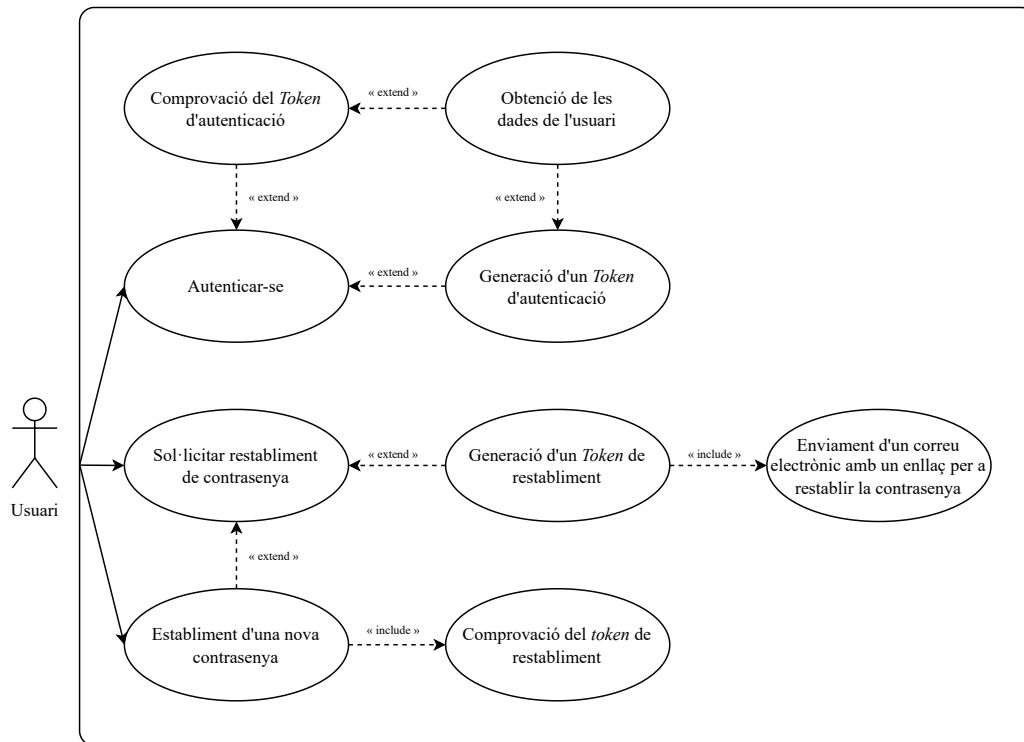 Comprovació del Token
d'autenticació
« extend »
Obtenció de les
dades de l'usuari
« extend »
« extend »
Autenticar-se
« extend »
Generació d'un Token
d'autenticació
Usuari
Sol·licitar restabliment
de contrasenya
« extend »
Generació d'un Token de
restabliment
« include »
Enviament d'un correu
electrònic amb un enllaç per a
restablir la contrasenya
« extend »
Establiment d'una nova
contrasenya
« include »
Comprovació del token de
restabliment